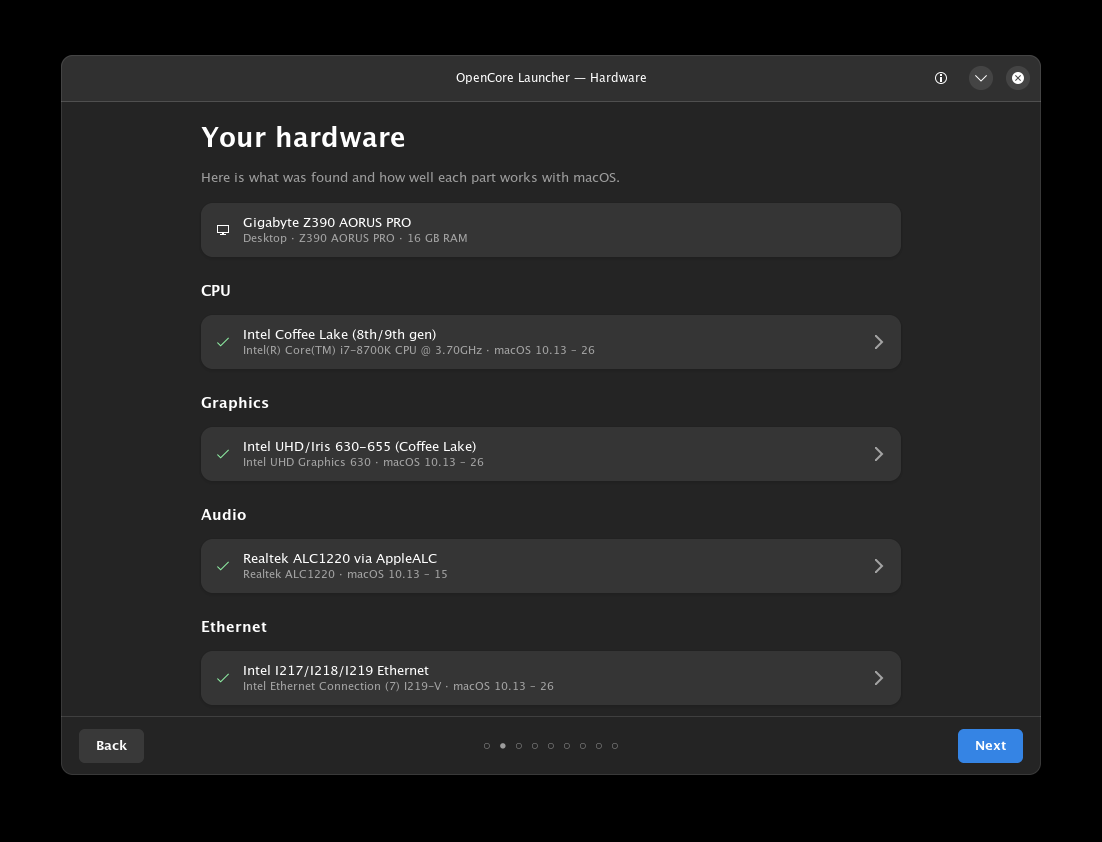 OpenCore Launcher — Hardware
Your hardware
Here is what was found and how well each part works with macOS.
Gigabyte Z390 AORUS PRO
Desktop · Z390 AORUS PRO · 16 GB RAM
CPU
Intel Coffee Lake (8th/9th gen)
Intel(R) Core(TM) i7-8700K CPU @ 3.70GHz · macOS 10.13 – 26
Graphics
Intel UHD/Iris 630–655 (Coffee Lake)
Intel UHD Graphics 630 · macOS 10.13 – 26
Audio
Realtek ALC1220 via AppleALC
Realtek ALC1220 · macOS 10.13 – 15
Ethernet
Intel I217/I218/I219 Ethernet
Intel Ethernet Connection (7) I219-V · macOS 10.13 – 26
Back
Next